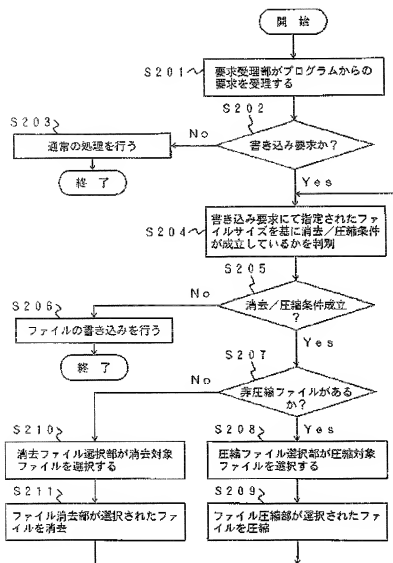 開始
S201
要求受理部がプログラムからの
要求を受理する
S202
書き込み要求か？
No
S203
通常の処理を行う
終了
Yes
S204
書き込み要求にて指定されたファ
イルサイズを基に消去／圧縮条件
が成立しているかを判別
S205
消去／圧縮条件成立
？
No
S206
ファイルの書き込みを行う
終了
Yes
S207
非圧縮ファイルがある
か？
No
Yes
S210
消去ファイル選択部が消去対象
ファイルを選択する
S211
ファイル消去部が選択されたファ
イルを消去
S208
圧縮ファイル選択部が圧縮対象
ファイルを選択する
S209
ファイル圧縮部が選択されたフ
ァイルを圧縮